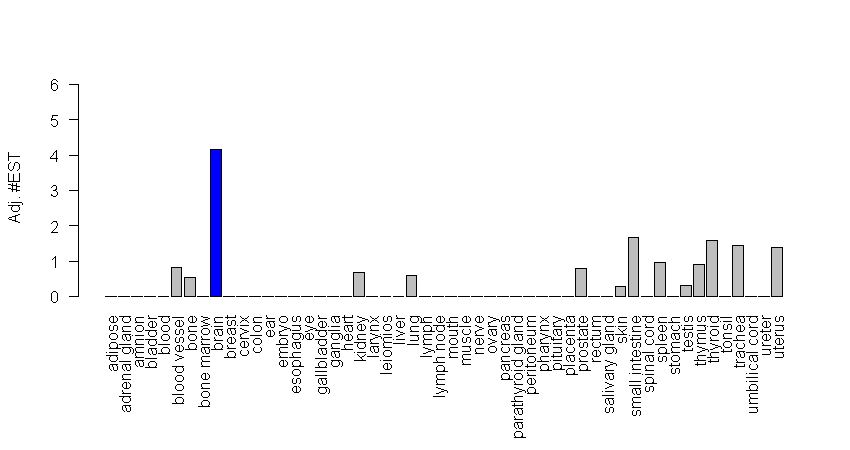 Adj. #EST
6
5
4
3
2
1
0
adipose
adrenal gland
amnion
bladder
blood
blood vessel
bone
bone marrow
brain
breast
cervix
colon
ear
embryo
esophagus
eye
gallbladder
ganglia
heart
kidney
larynx
leiomios
liver
lung
lymph
lymph node
mouth
muscle
nerve
ovary
pancreas
parathyroid gland
peritoneum
pharynx
pituitary
placenta
prostate
rectum
salivary gland
skin
small intestine
spinal cord
spleen
stomach
testis
thymus
thyroid
tonsil
trachea
umbilical cord
ureter
uterus